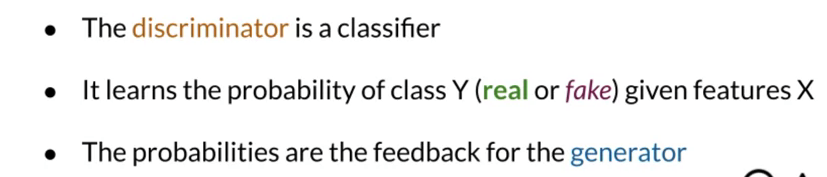 • The discriminator is a classifier
• It learns the probability of class Y (real or fake) given features X
• The probabilities are the feedback for the generator